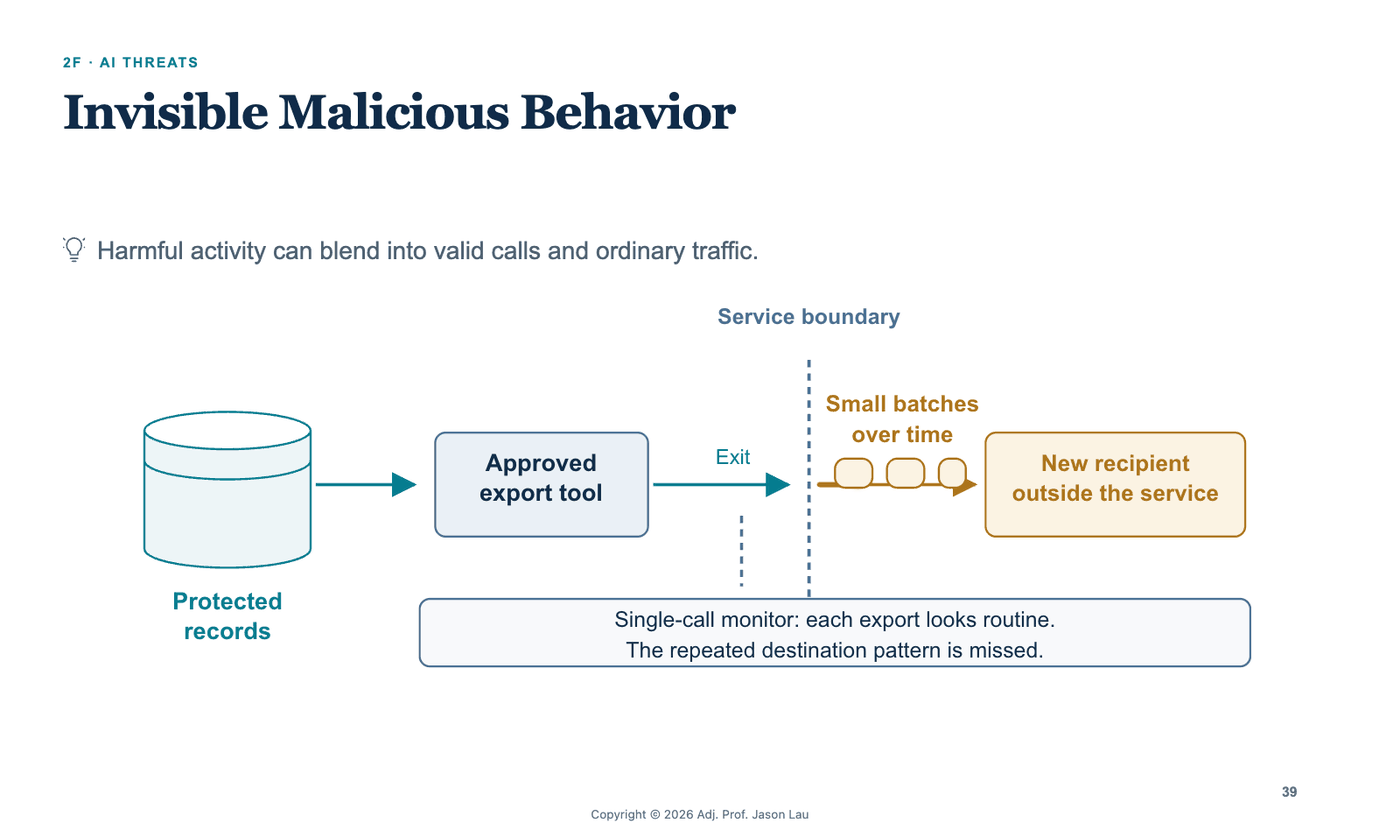 2F · AI THREATS
Invisible Malicious Behavior
Harmful activity can blend into valid calls and ordinary traffic.
Service boundary
Small batches
over time
Exit
Approved
export tool
New recipient
outside the service
Protected
records
Single-call monitor: each export looks routine.
The repeated destination pattern is missed.
39
Copyright © 2026 Adj. Prof. Jason Lau